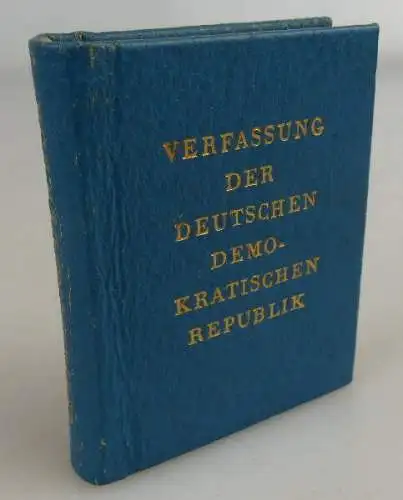 VERFASSUNG
DER
DEUTSCHEN
DEMO-
KRATISCHEN
REPUBLIK